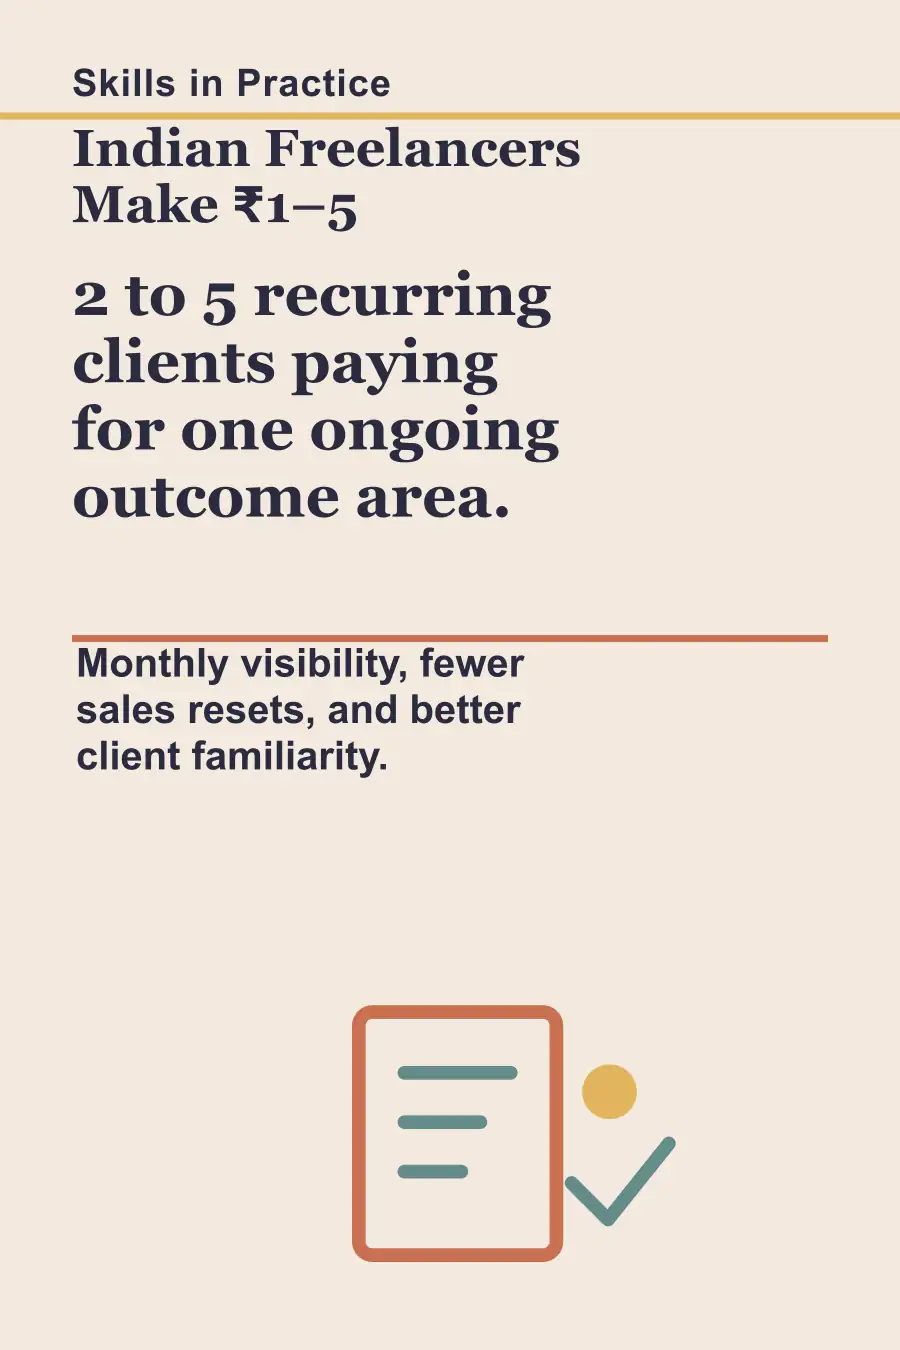 Skills in Practice
Indian Freelancers
Make ₹1–5
2 to 5 recurring
clients paying
for one ongoing
outcome area.
Monthly visibility, fewer
sales resets, and better
client familiarity.